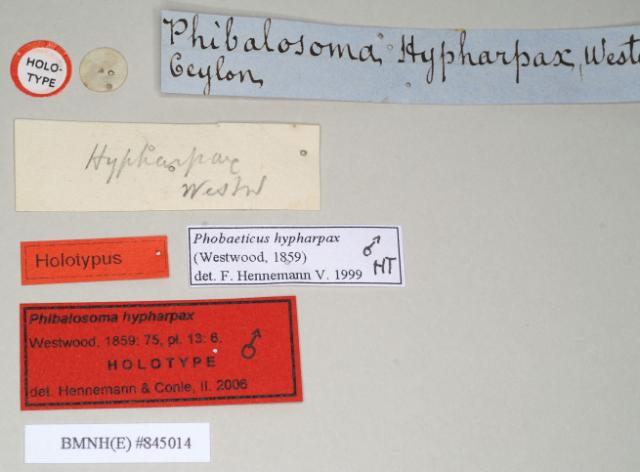 HOLO-
TYPE
Phibalosoma Hypharpax, Westw
Ceylon,
Hypharpax
Westw
Holotypus
Phobaeticus hypharpax
(Westwood, 1859)
det. F. Hennemann V. 1999
♂
HT
Phibalosoma hypharpax
Westwood, 1859: 75, pl. 13: 6.
HOLOTYPE
♂
det. Hennemann & Conle, II. 2006
BMNH(E) #845014